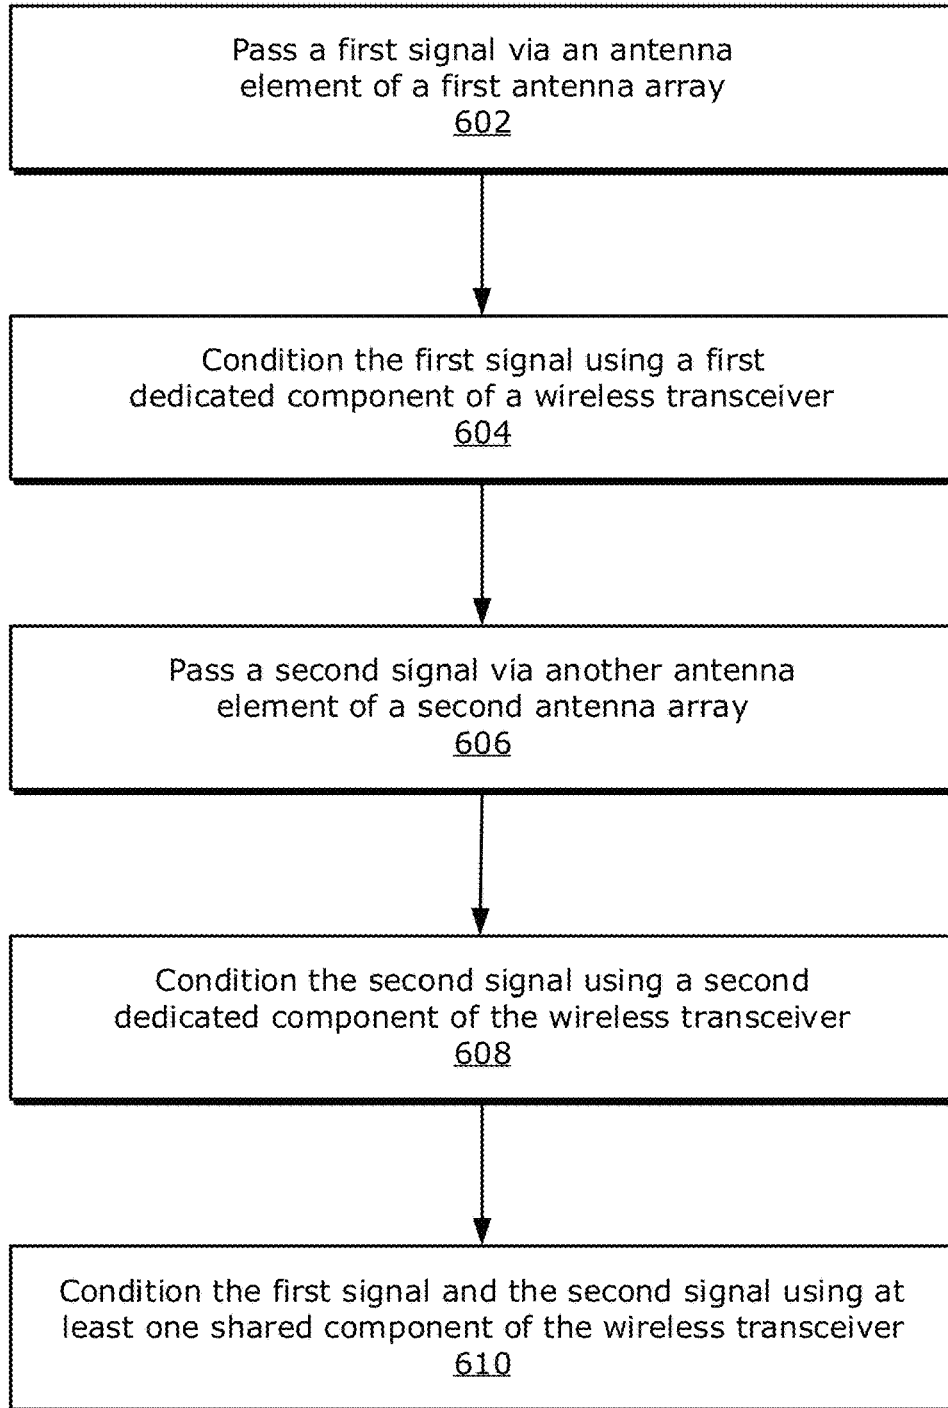 Pass a first signal via an antenna
element of a first antenna array
602
Condition the first signal using a first
dedicated component of a wireless transceiver
604
Pass a second signal via another antenna
element of a second antenna array
606
Condition the second signal using a second
dedicated component of the wireless transceiver
608
Condition the first signal and the second signal using at
least one shared component of the wireless transceiver
610